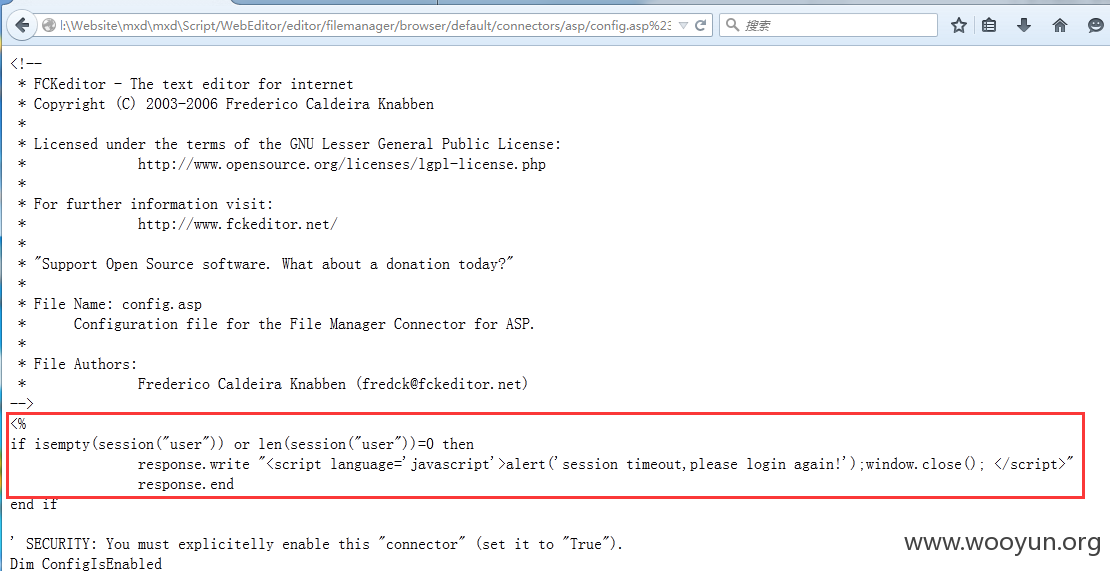 l:\Website\mxd\mxd\Script/WebEditor/editor/filemanager/browser/default/connectors/asp/config.asp%23
搜索
<!--
* FCKeditor - The text editor for internet
* Copyright (C) 2003-2006 Frederico Caldeira Knabben
*
* Licensed under the terms of the GNU Lesser General Public License:
* http://www.opensource.org/licenses/lgpl-license.php
*
* For further information visit:
* http://www.fckeditor.net/
*
* "Support Open Source software. What about a donation today?"
*
* File Name: config.asp
* Configuration file for the File Manager Connector for ASP.
*
* File Authors:
* Frederico Caldeira Knabben (fredck@fckeditor.net)
-->
<%
if isempty(session("user")) or len(session("user"))=0 then
response.write "<script language='javascript'>alert('session timeout,please login again!');window.close(); </script>"
response.end
end if
' SECURITY: You must explicitelly enable this "connector" (set it to "True").
Dim ConfigIsEnabled
www.wooyun.org